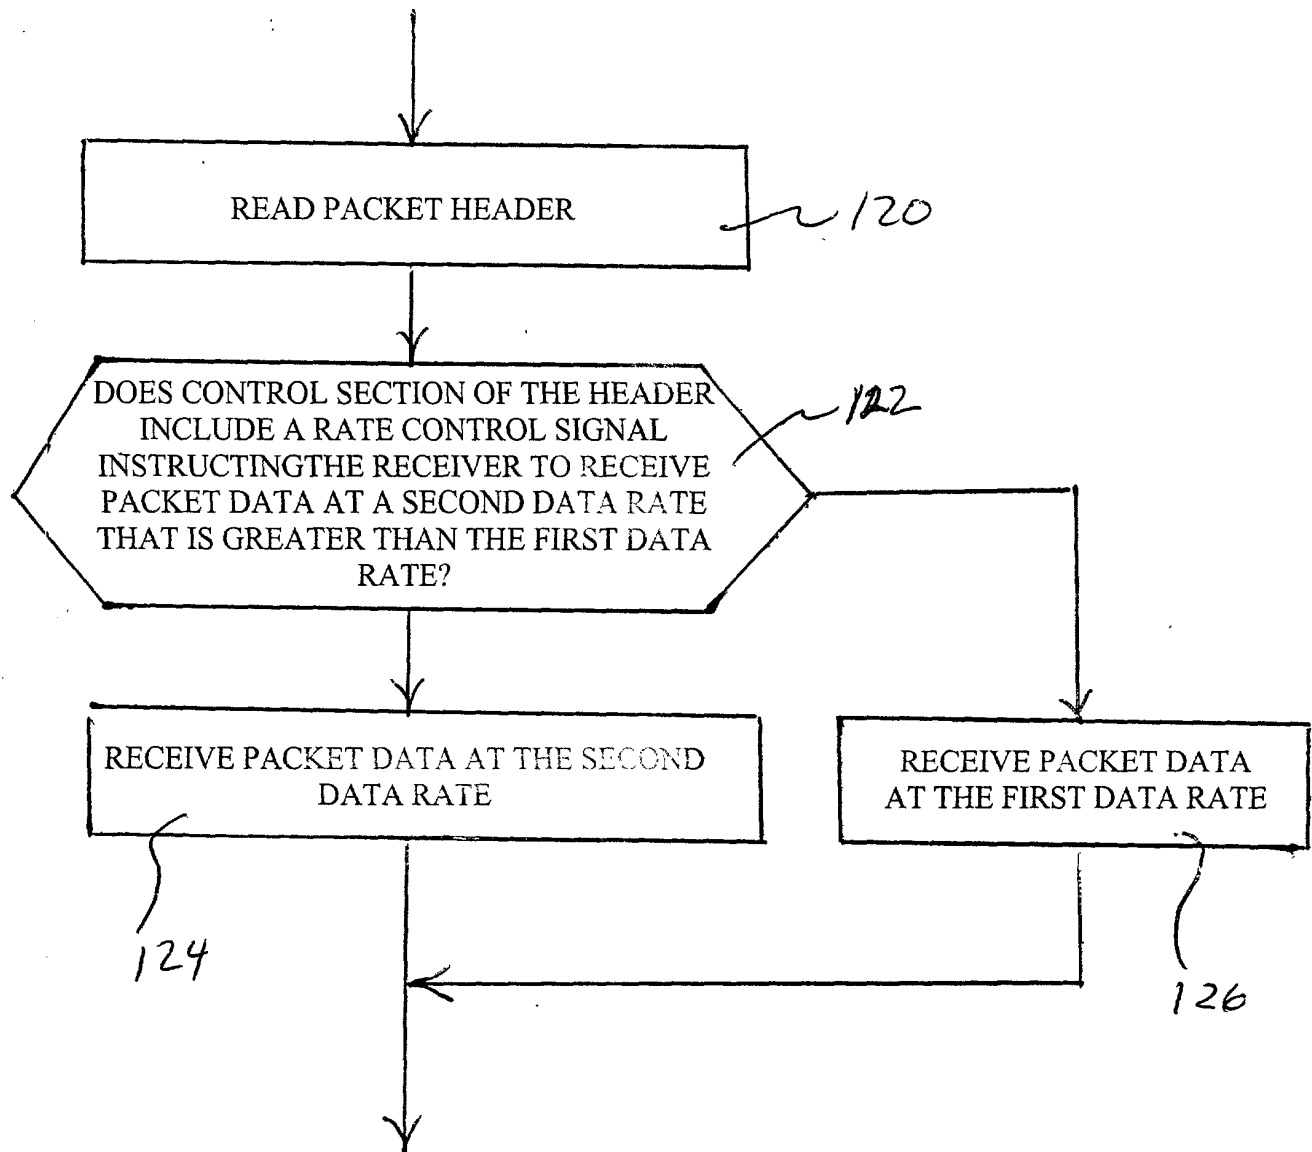 READ PACKET HEADER
120
DOES CONTROL SECTION OF THE HEADER
INCLUDE A RATE CONTROL SIGNAL
INSTRUCTINGTHE RECEIVER TO RECEIVE
PACKET DATA AT A SECOND DATA RATE
THAT IS GREATER THAN THE FIRST DATA
RATE?
122
RECEIVE PACKET DATA AT THE SECOND
DATA RATE
124
RECEIVE PACKET DATA
AT THE FIRST DATA RATE
126